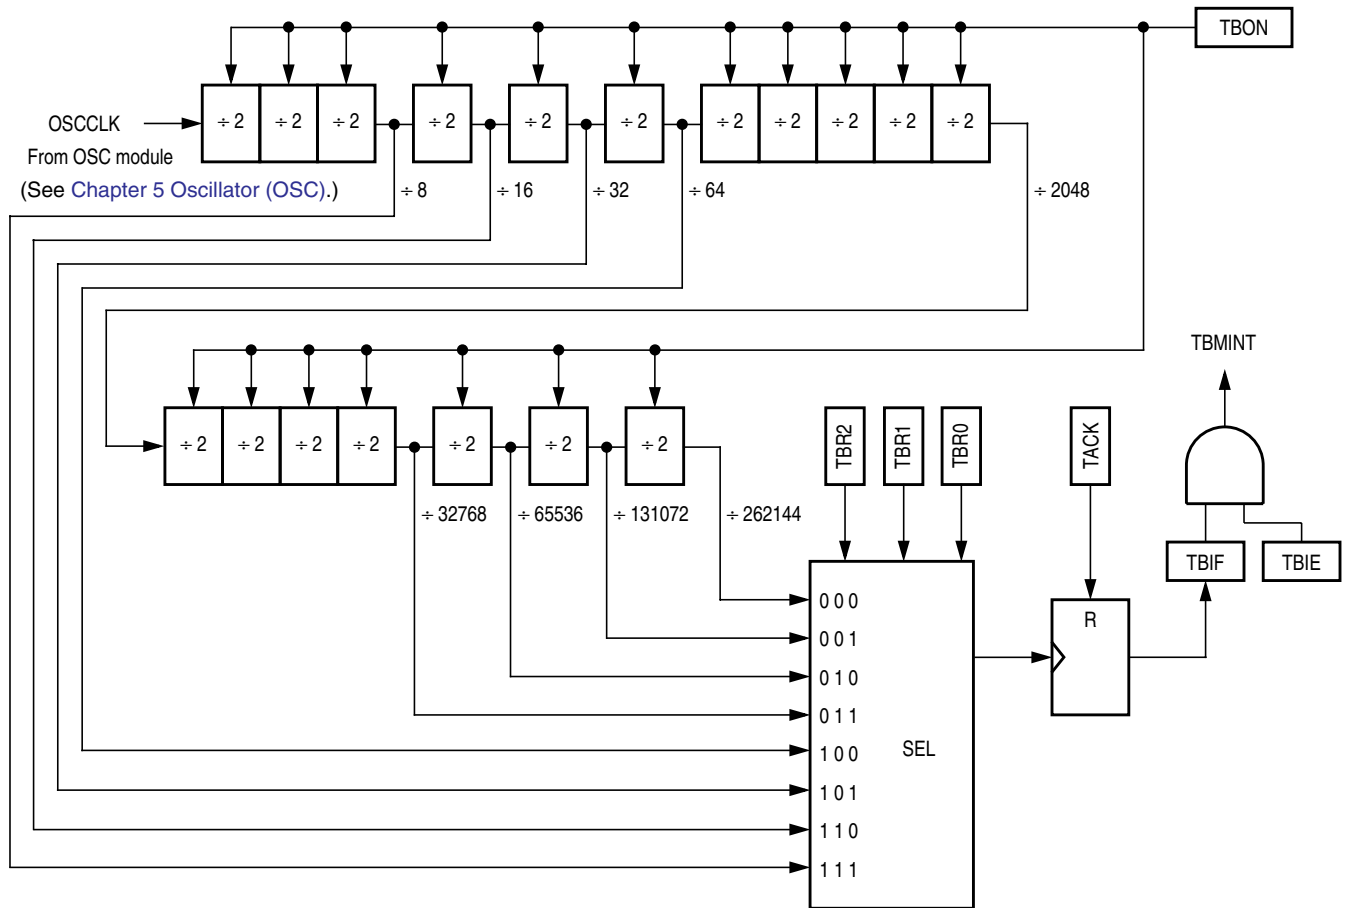 TBON
÷ 2 ÷ 2 ÷ 2 ÷ 2 ÷ 2 ÷ 2 ÷ 2 ÷ 2 ÷ 2 ÷ 2 ÷ 2
OSCCLK
From OSC module
(See Chapter 5 Oscillator (OSC).)
÷ 8
÷ 16
÷ 32
÷ 64
÷ 2048
TBMINT
÷ 2 ÷ 2 ÷ 2 ÷ 2 ÷ 2 ÷ 2 ÷ 2
TBR2
TBR1
TBR0
TACK
÷ 32768
÷ 65536
÷ 131072
÷ 262144
TBIF
TBIE
0 0 0
0 0 1
0 1 0
0 1 1
1 0 0
1 0 1
1 1 0
1 1 1
SEL
R